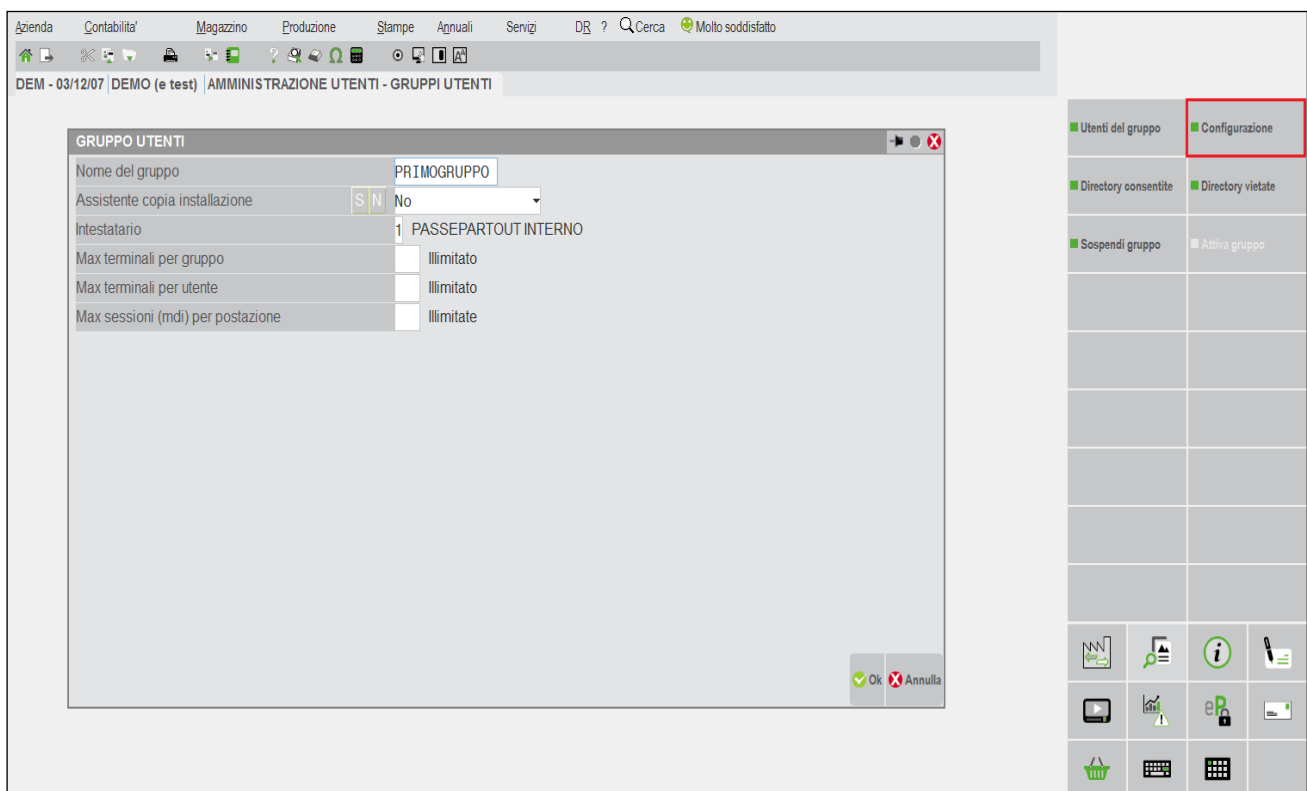 Azienda Contabilita' Magazzino Produzione Stampe Annuali Servizi DR ? Cerca Molto soddisfatto
DEM - 03/12/07 DEMO (e test) AMMINISTRAZIONE UTENTI - GRUPPI UTENTI
GRUPPO UTENTI
Nome del gruppo PRIMOGRUPPO
Assistente copia installazione S N No
Intestatario 1 PASSEPARTOUT INTERNO
Max terminali per gruppo Illimitato
Max terminali per utente Illimitato
Max sessioni (mdi) per postazione Illimitate
Ok Annulla
Utenti del gruppo Configurazione
Directory consentite Directory vietate
Sospendi gruppo Attiva gruppo